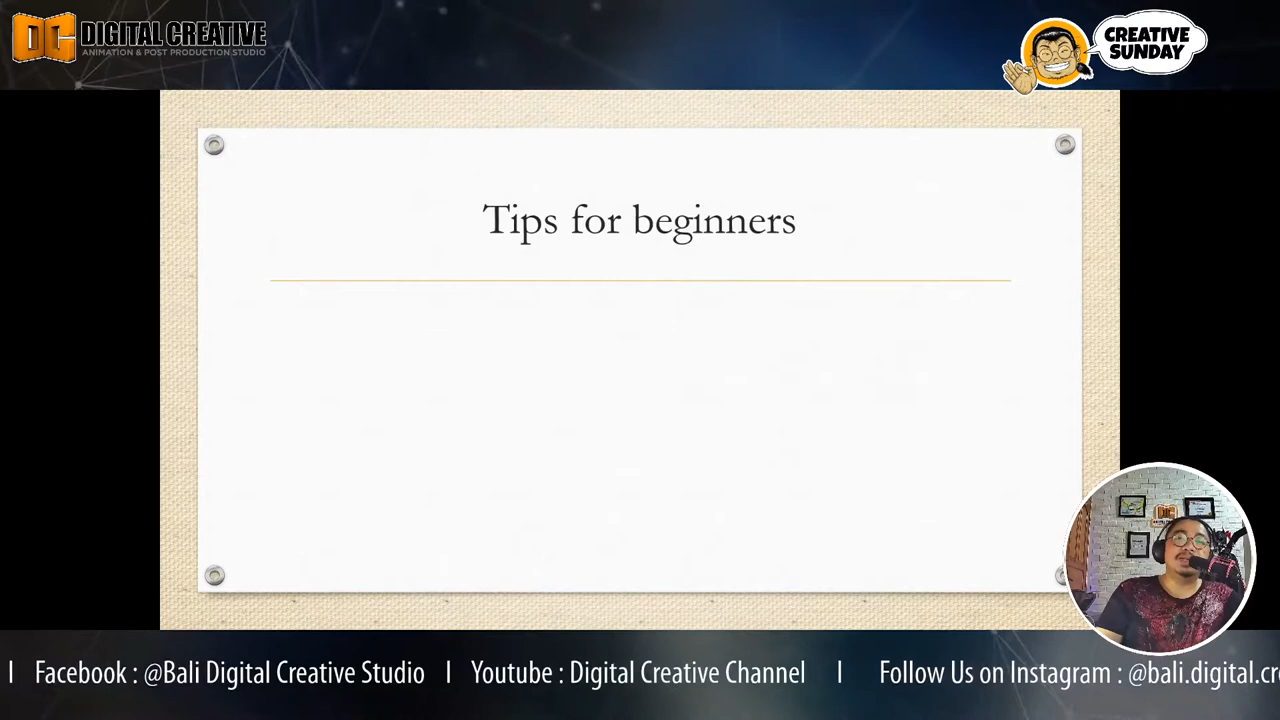 DC DIGITAL CREATIVE
ANIMATION & POST PRODUCTION STUDIO
CREATIVE
SUNDAY
Tips for beginners
I Facebook : @Bali Digital Creative Studio I Youtube : Digital Creative Channel I Follow Us on Instagram : @bali.digital.cre